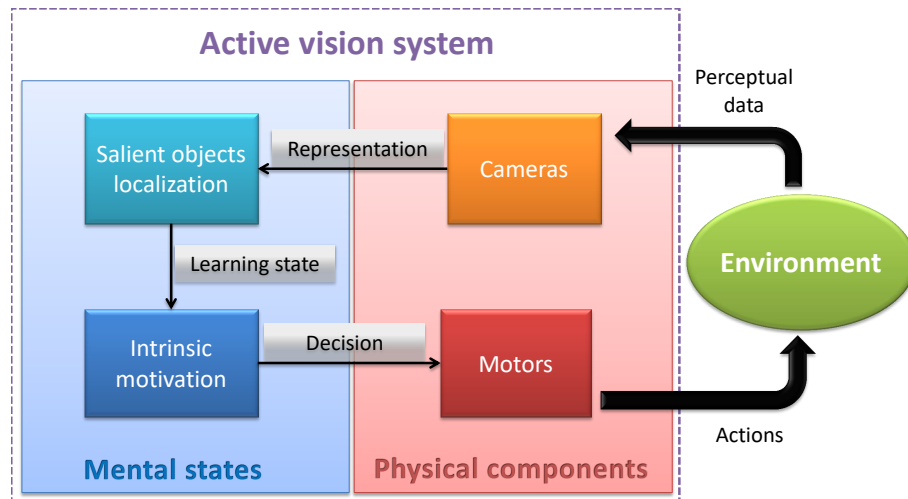 Active vision system
Perceptual
data
Salient objects
localization
Representation
Cameras
Environment
Learning state
Intrinsic
motivation
Decision
Motors
Actions
Mental states
Physical components